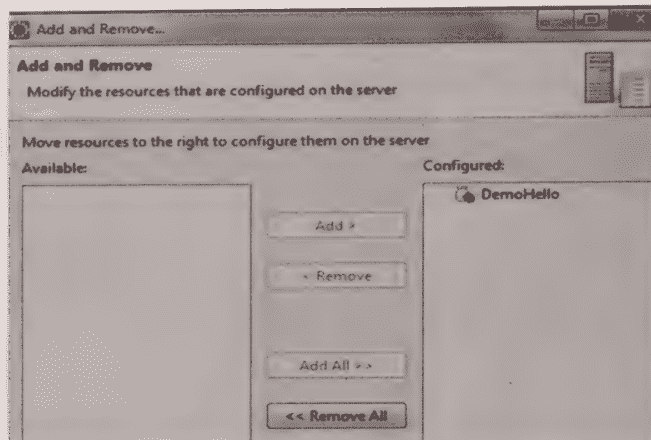 Add and Remove...
Add and Remove
Modify the resources that are configured on the server
Move resources to the right to configure them on the server
Available:
Configured:
DemoHello
Add >
< Remove
Add All >>
<< Remove All